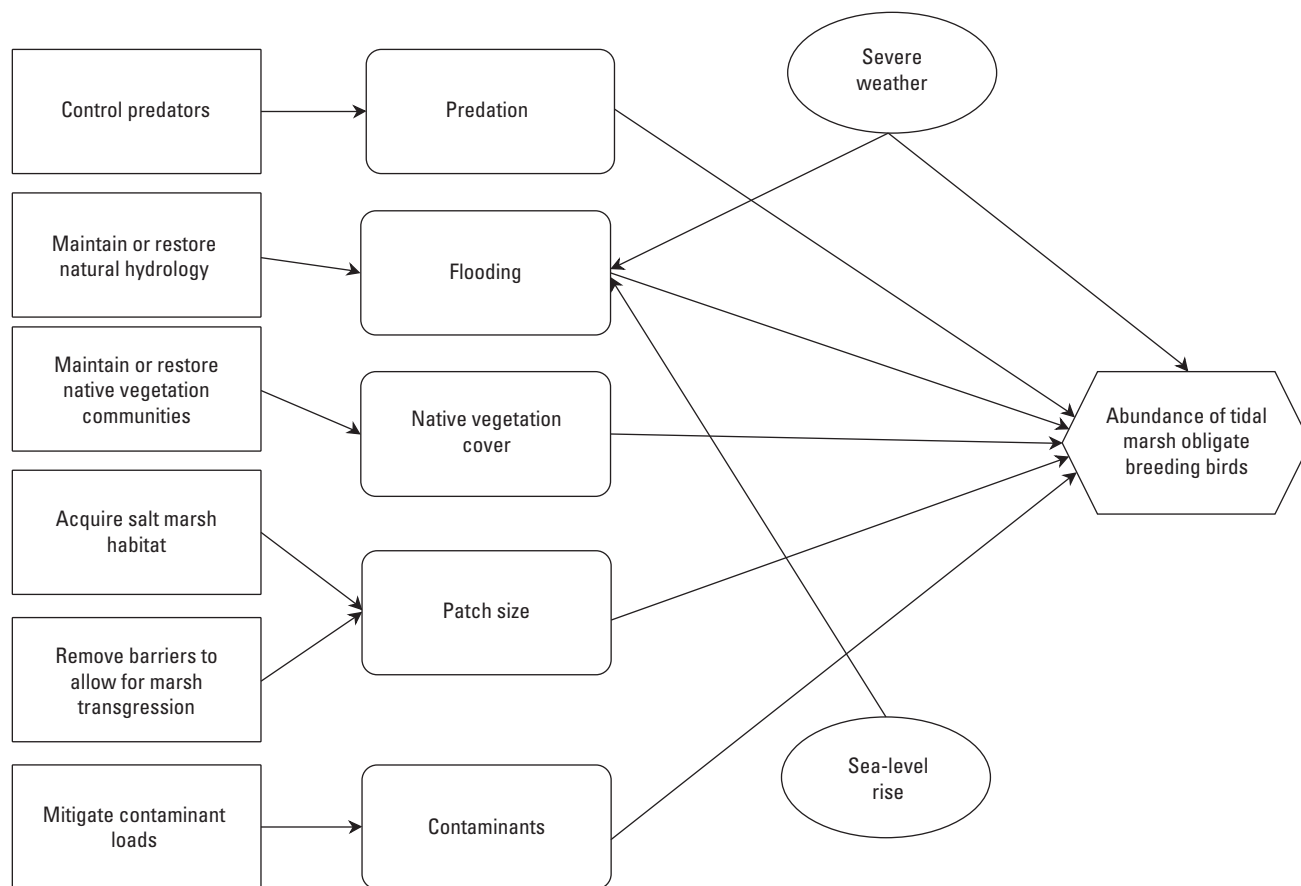 Control predators
Predation
Severe
weather
Maintain or restore
natural hydrology
Flooding
Maintain or restore
native vegetation
communities
Native vegetation
cover
Abundance of tidal
marsh obligate
breeding birds
Acquire salt marsh
habitat
Patch size
Remove barriers to
allow for marsh
transgression
Sea-level
rise
Mitigate contaminant
loads
Contaminants